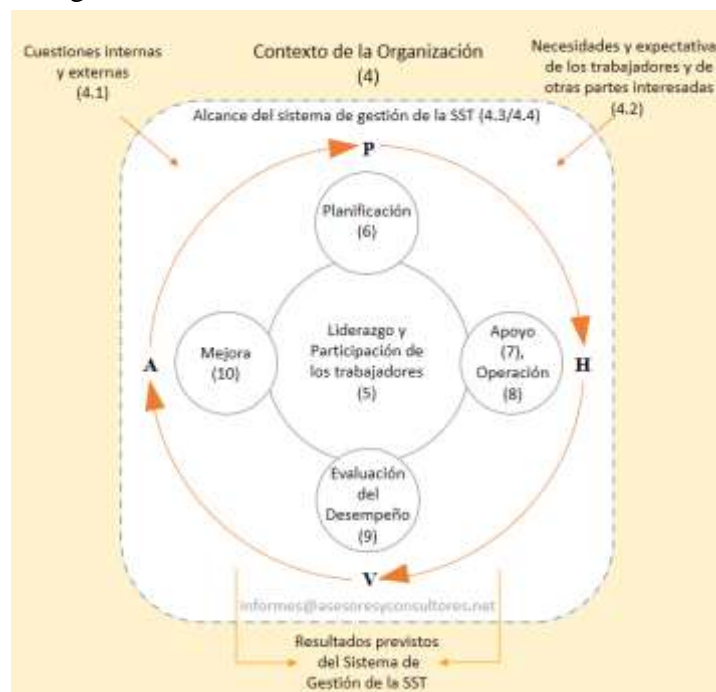 Cuestiones internas
y externas
(4.1)
Contexto de la Organización
(4)
Necesidades y expectativa
de los trabajadores y de
otras partes interesadas
(4.2)
Alcance del sistema de gestión de la SST (4.3/4.4)
P
Planificación
(6)
Liderazgo y
Participación de
los trabajadores
(5)
Apoyo
(7),
Operación
(8)
H
Mejora
(10)
A
Evaluación
del
Desempeño
(9)
V
informes@asesoresyconsultores.net
Resultados previstos
del Sistema de
Gestión de la SST